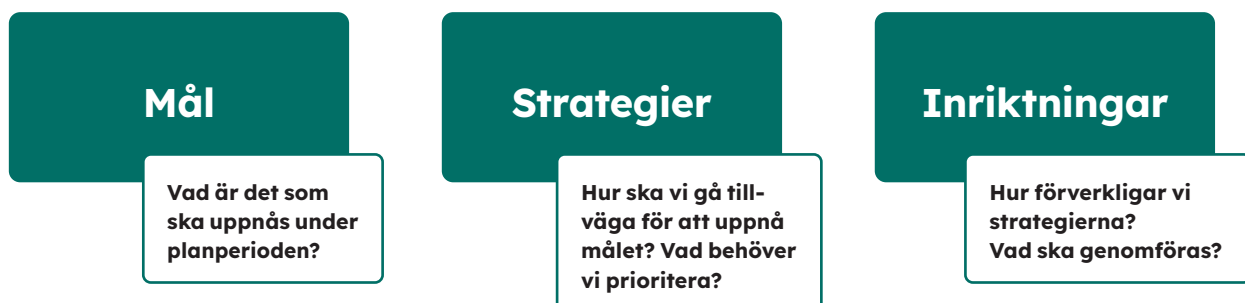 Mål
Vad är det som
ska uppnås under
planperioden?
Strategier
Hur ska vi gå till-
väga för att uppnå
målet? Vad behöver
vi prioritera?
Inriktningar
Hur förverkligar vi
strategierna?
Vad ska genomföras?